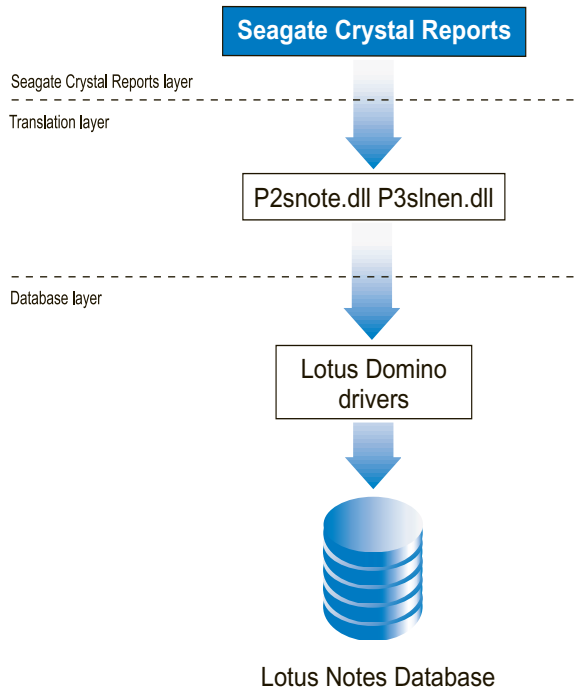 Seagate Crystal Reports
Seagate Crystal Reports layer
Translation layer
P2snote.dll P3slnen.dll
Database layer
Lotus Domino
drivers
Lotus Notes Database